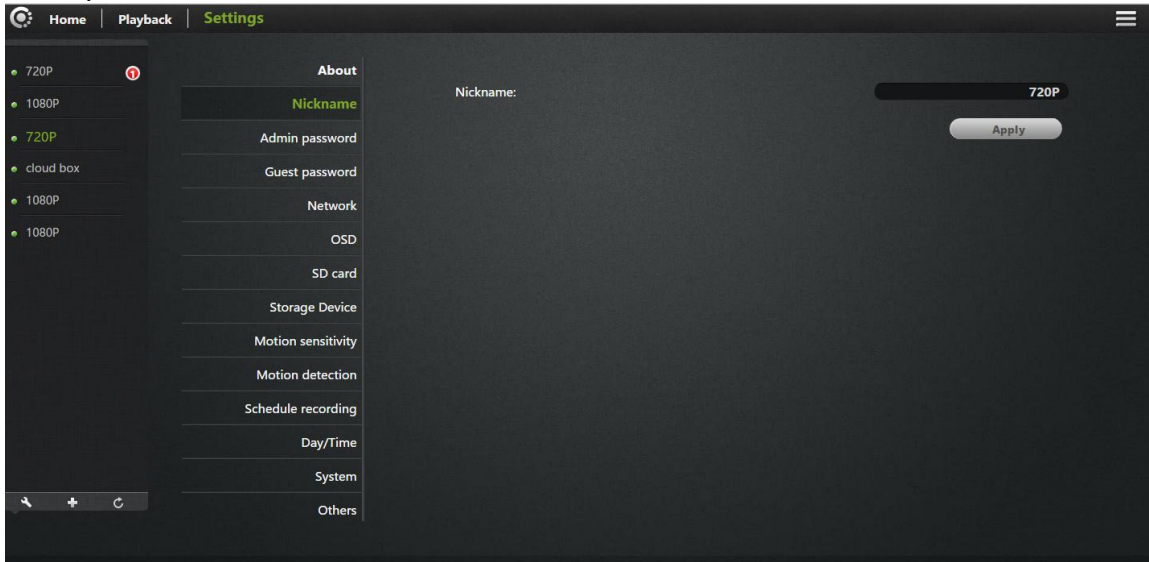 Home | Playback | Settings
720P 1
1080P
720P
cloud box
1080P
1080P
About
Nickname
Admin password
Guest password
Network
OSD
SD card
Storage Device
Motion sensitivity
Motion detection
Schedule recording
Day/Time
System
Others
Nickname: 720P
Apply